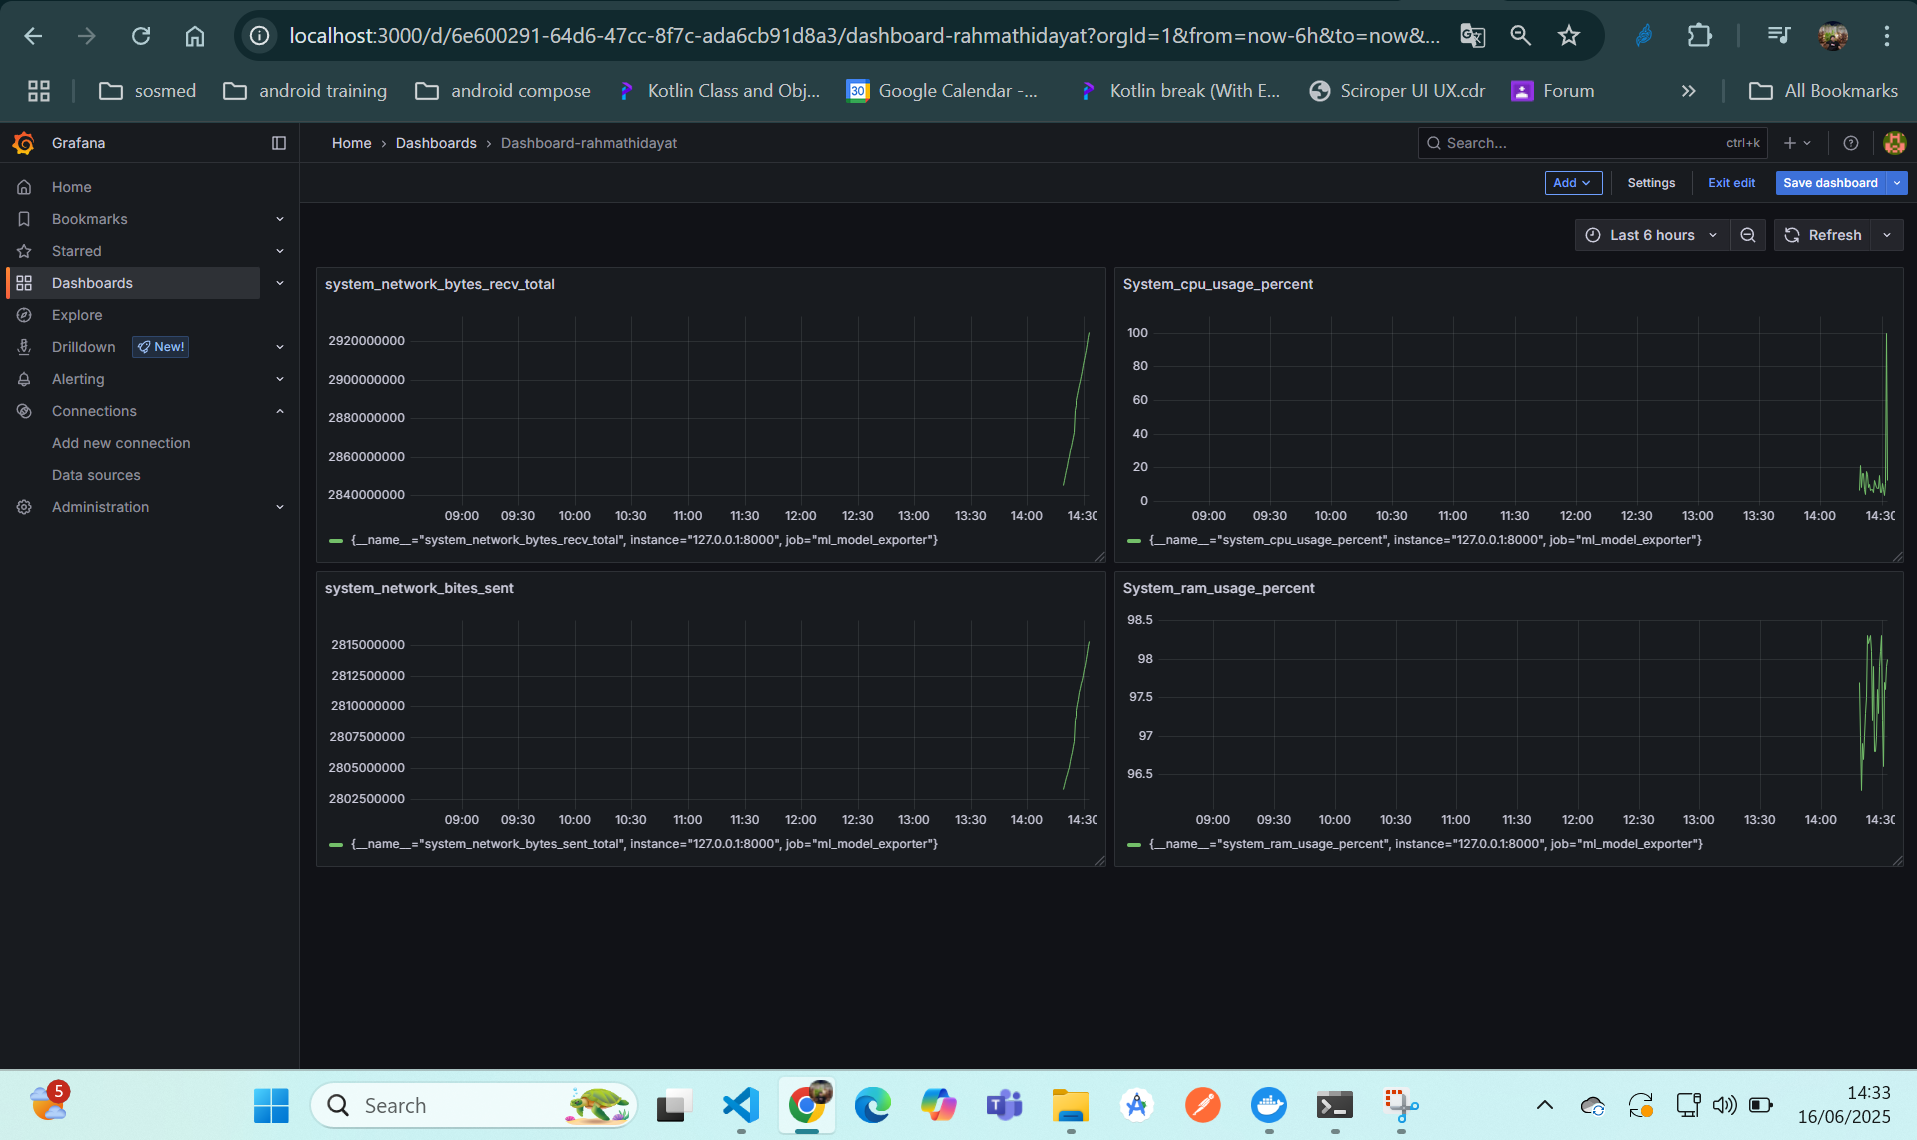 localhost:3000/d/6e600291-64d6-47cc-8f7c-ada6cb91d8a3/dashboard-rahmathidayat?orgId=1&from=now-6h&to=now&...
sosmed
android training
android compose
Kotlin Class and Obj...
30
Google Calendar -...
Kotlin break (With E...
Sciroper UI UX.cdr
Forum
All Bookmarks
Grafana
Home › Dashboards › Dashboard-rahmathidayat
Search... ctrl+k
Add
Settings
Exit edit
Save dashboard
Home
Bookmarks
Starred
Dashboards
Explore
Drilldown New!
Alerting
Connections
Add new connection
Data sources
Administration
Last 6 hours
Refresh
system_network_bytes_recv_total
2920000000
2900000000
2880000000
2860000000
2840000000
09:00 09:30 10:00 10:30 11:00 11:30 12:00 12:30 13:00 13:30 14:00 14:30
{__name__="system_network_bytes_recv_total", instance="127.0.0.1:8000", job="ml_model_exporter"}
System_cpu_usage_percent
100
80
60
40
20
0
09:00 09:30 10:00 10:30 11:00 11:30 12:00 12:30 13:00 13:30 14:00 14:30
{__name__="system_cpu_usage_percent", instance="127.0.0.1:8000", job="ml_model_exporter"}
system_network_bites_sent
2815000000
2812500000
2810000000
2807500000
2805000000
2802500000
09:00 09:30 10:00 10:30 11:00 11:30 12:00 12:30 13:00 13:30 14:00 14:30
{__name__="system_network_bytes_sent_total", instance="127.0.0.1:8000", job="ml_model_exporter"}
System_ram_usage_percent
98.5
98
97.5
97
96.5
09:00 09:30 10:00 10:30 11:00 11:30 12:00 12:30 13:00 13:30 14:00 14:30
{__name__="system_ram_usage_percent", instance="127.0.0.1:8000", job="ml_model_exporter"}
5
Search
14:33
16/06/2025